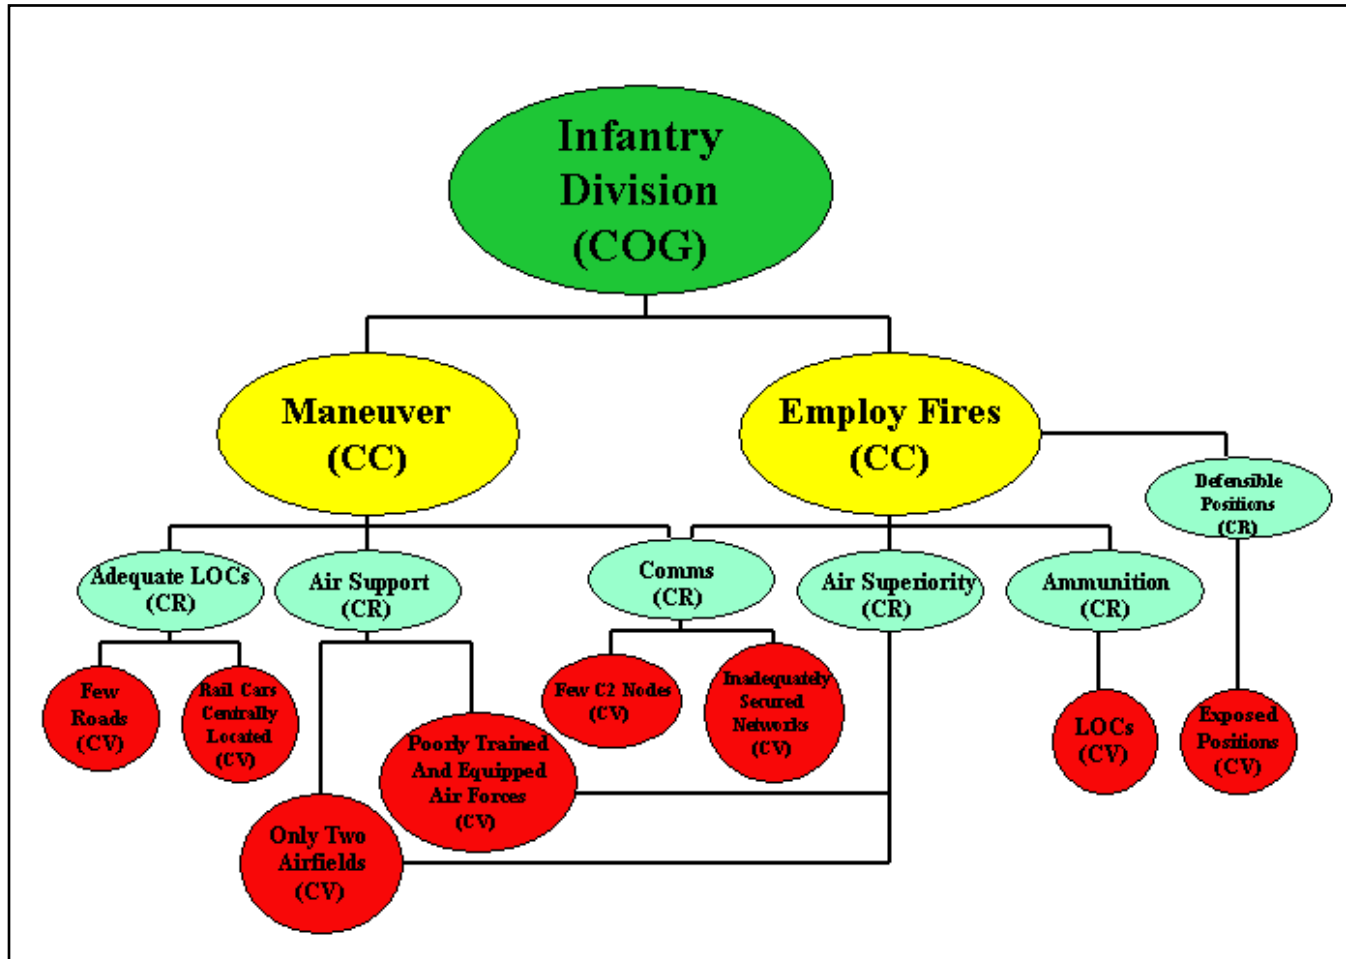 Infantry
Division
(COG)
Maneuver
(CC)
Employ Fires
(CC)
Defensible
Positions
(CR)
Adequate LOCs
(CR)
Air Support
(CR)
Comms
(CR)
Air Superiority
(CR)
Ammunition
(CR)
Few
Roads
(CV)
Rail Cars
Centrally
Located
(CV)
Few C2 Nodes
(CV)
Inadequately
Secured
Networks
(CV)
LOCs
(CV)
Exposed
Positions
(CV)
Poorly Trained
And Equipped
Air Forces
(CV)
Only Two
Airfields
(CV)